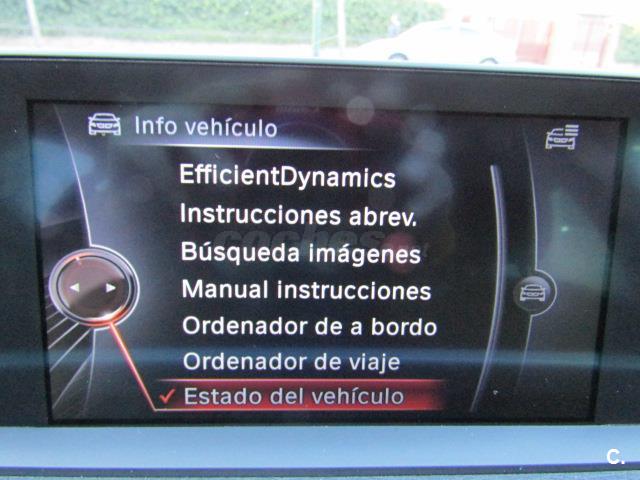 Info vehículo
EfficientDynamics
Instrucciones abrev.
Búsqueda imágenes
Manual instrucciones
Ordenador de a bordo
Ordenador de viaje
Estado del vehículo
C.